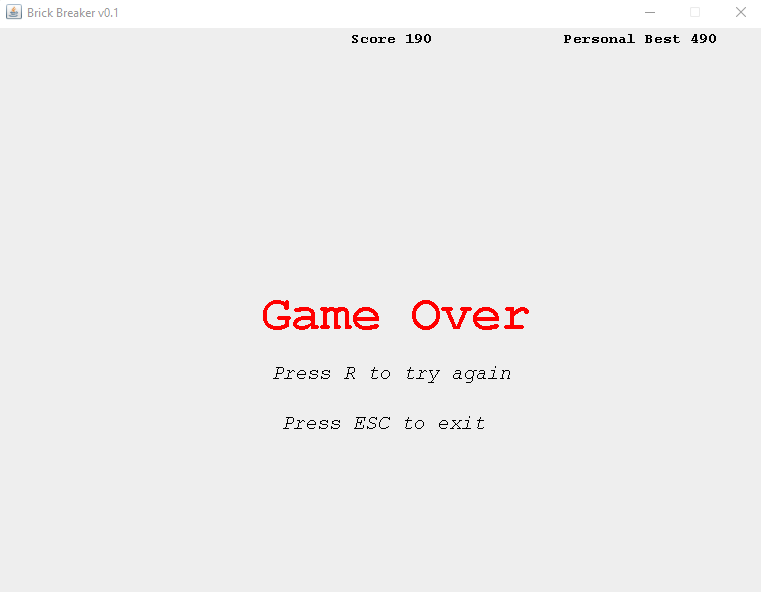 Brick Breaker v0.1
Score 190 Personal Best 490
Game Over
Press R to try again
Press ESC to exit